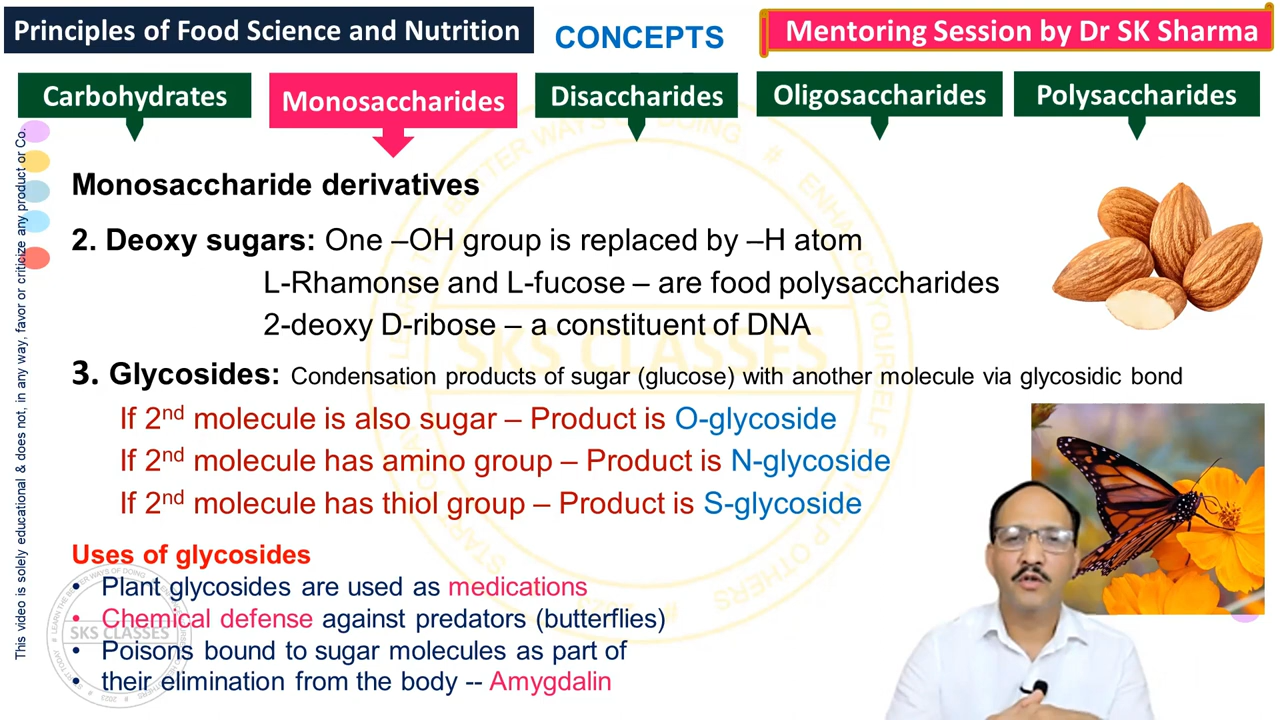 Principles of Food Science and Nutrition
CONCEPTS
Mentoring Session by Dr SK Sharma
Carbohydrates
Monosaccharides
Disaccharides
Oligosaccharides
Polysaccharides
Monosaccharide derivatives
2. Deoxy sugars: One –OH group is replaced by –H atom
L-Rhamonse and L-fucose – are food polysaccharides
2-deoxy D-ribose – a constituent of DNA
3. Glycosides: Condensation products of sugar (glucose) with another molecule via glycosidic bond
If 2nd molecule is also sugar – Product is O-glycoside
If 2nd molecule has amino group – Product is N-glycoside
If 2nd molecule has thiol group – Product is S-glycoside
Uses of glycosides
• Plant glycosides are used as medications
• Chemical defense against predators (butterflies)
• Poisons bound to sugar molecules as part of
• their elimination from the body -- Amygdalin
This video is solely educational & does not, in any way, favor or criticize any product or Co.
SKS CLASSES
SKS CLASSES